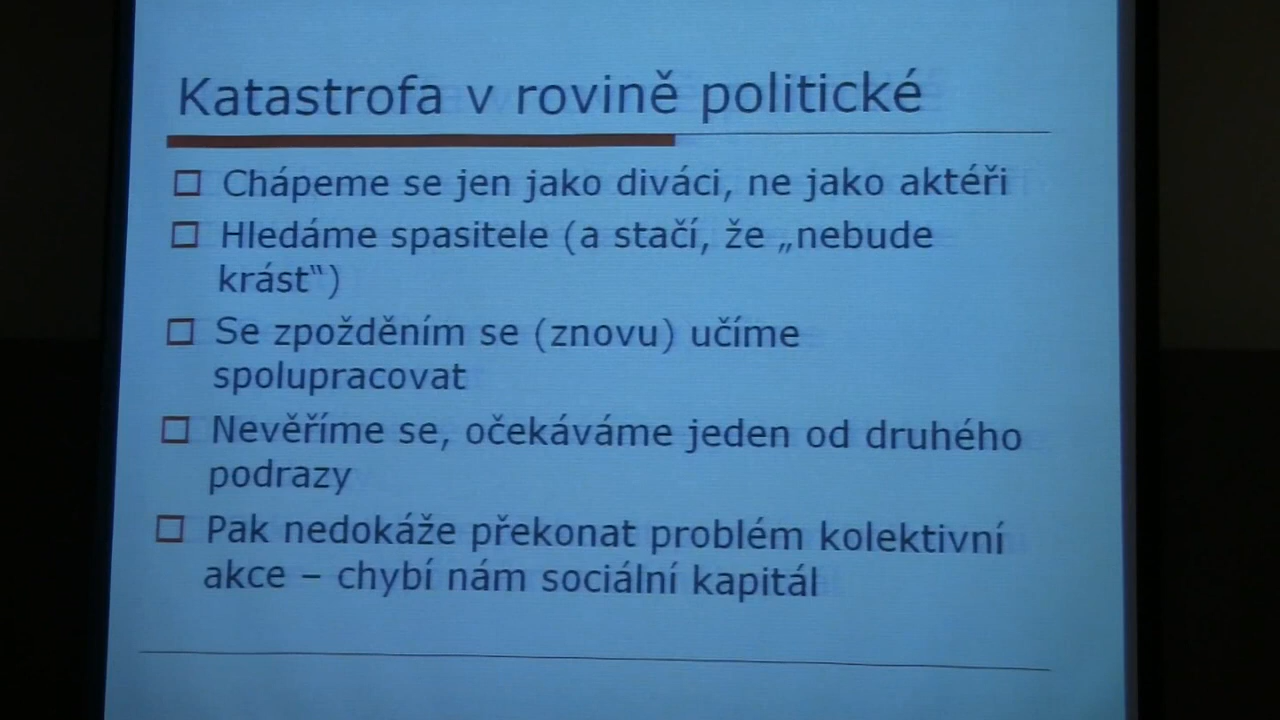 Katastrofa v rovině politické
Chápeme se jen jako diváci, ne jako aktéři
Hledáme spasitele (a stačí, že „nebude
krást“)
Se zpožděním se (znovu) učíme
spolupracovat
Nevěříme se, očekáváme jeden od druhého
podrazy
Pak nedokáže překonat problém kolektivní
akce – chybí nám sociální kapitál